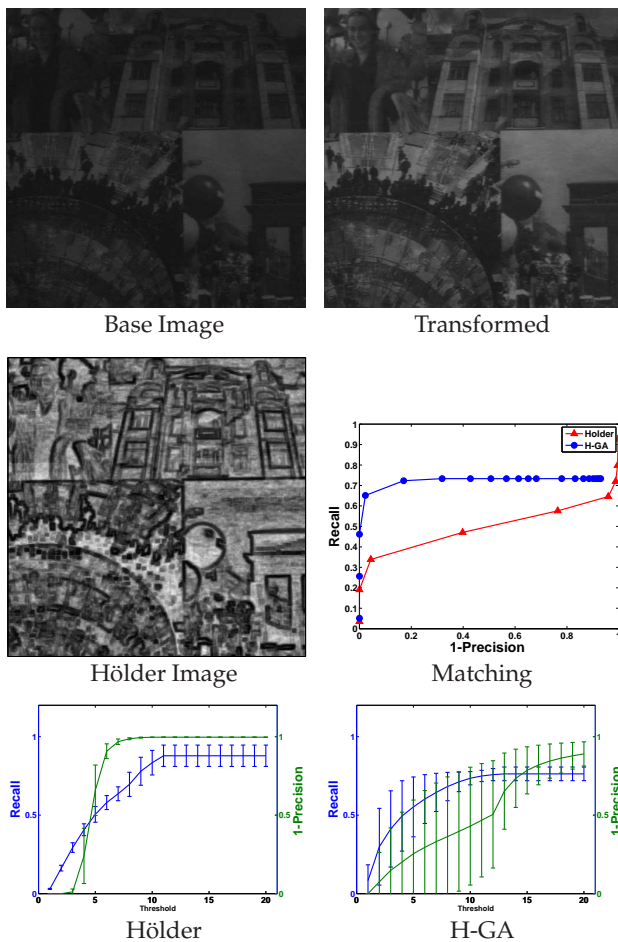 Base Image
Transformed
Hölder Image
1
0.9
0.8
0.7
0.6
0.5
0.4
0.3
0.2
0.1
0
Recall
Holder
H-GA
0 0.2 0.4 0.6 0.8 1
1-Precision
Matching
1
0.5
0
Recall
1
0.5
0
1-Precision
0 5 10 15 20
Threshold
Hölder
1
0.5
0
Recall
1
0.5
0
1-Precision
0 5 10 15 20
Threshold
H-GA